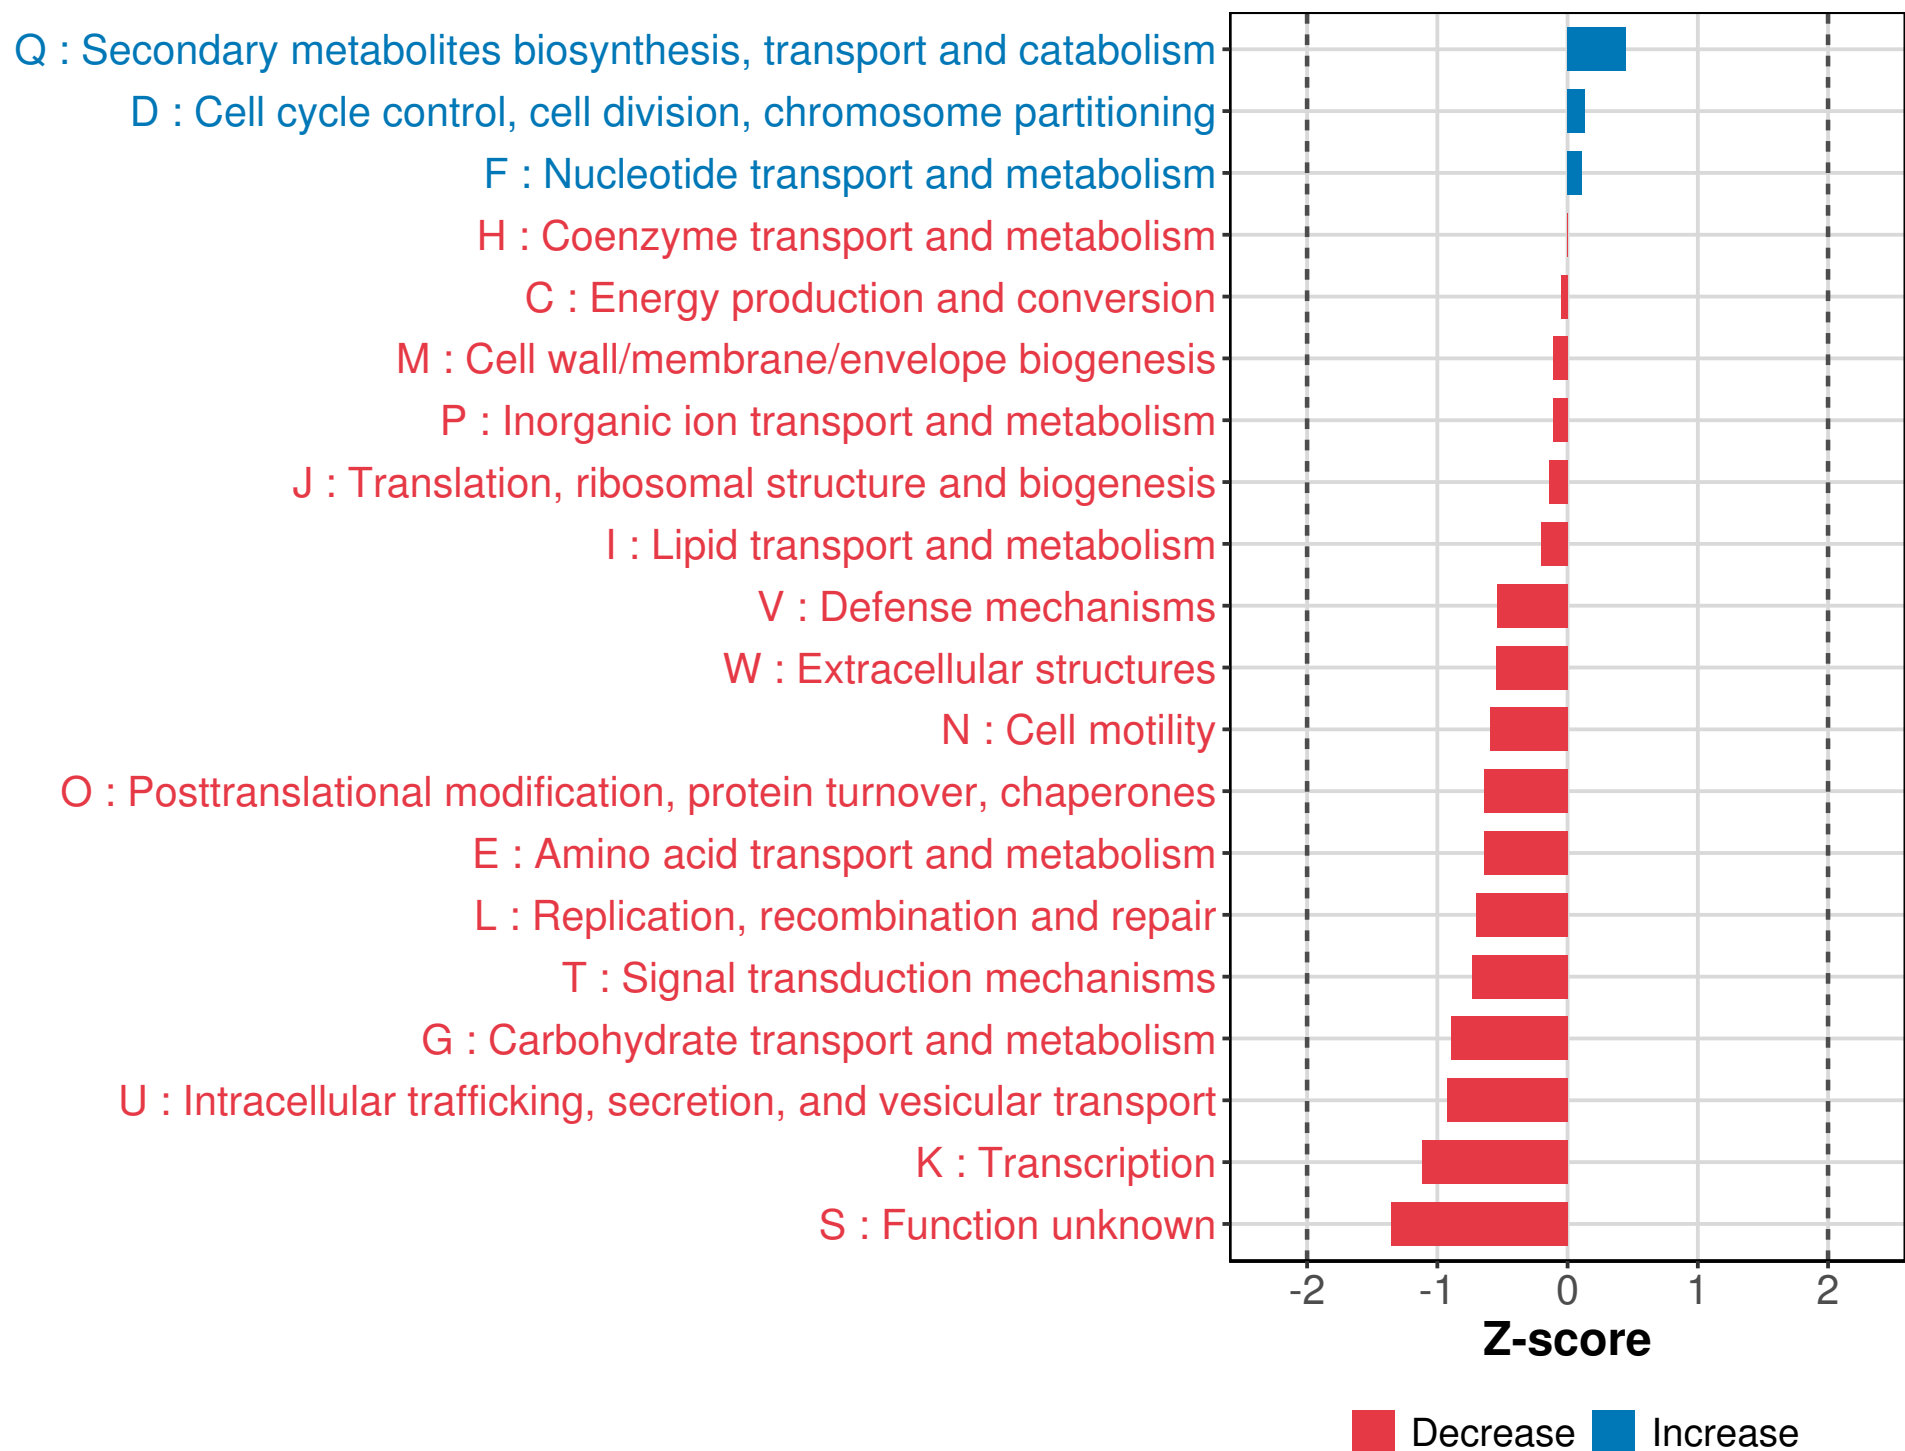 Q : Secondary metabolites biosynthesis, transport and catabolism
D : Cell cycle control, cell division, chromosome partitioning
F : Nucleotide transport and metabolism
H : Coenzyme transport and metabolism
C : Energy production and conversion
M : Cell wall/membrane/envelope biogenesis
P : Inorganic ion transport and metabolism
J : Translation, ribosomal structure and biogenesis
I : Lipid transport and metabolism
V : Defense mechanisms
W : Extracellular structures
N : Cell motility
O : Posttranslational modification, protein turnover, chaperones
E : Amino acid transport and metabolism
L : Replication, recombination and repair
T : Signal transduction mechanisms
G : Carbohydrate transport and metabolism
U : Intracellular trafficking, secretion, and vesicular transport
K : Transcription
S : Function unknown
-2 -1 0 1 2
Z-score
Decrease Increase